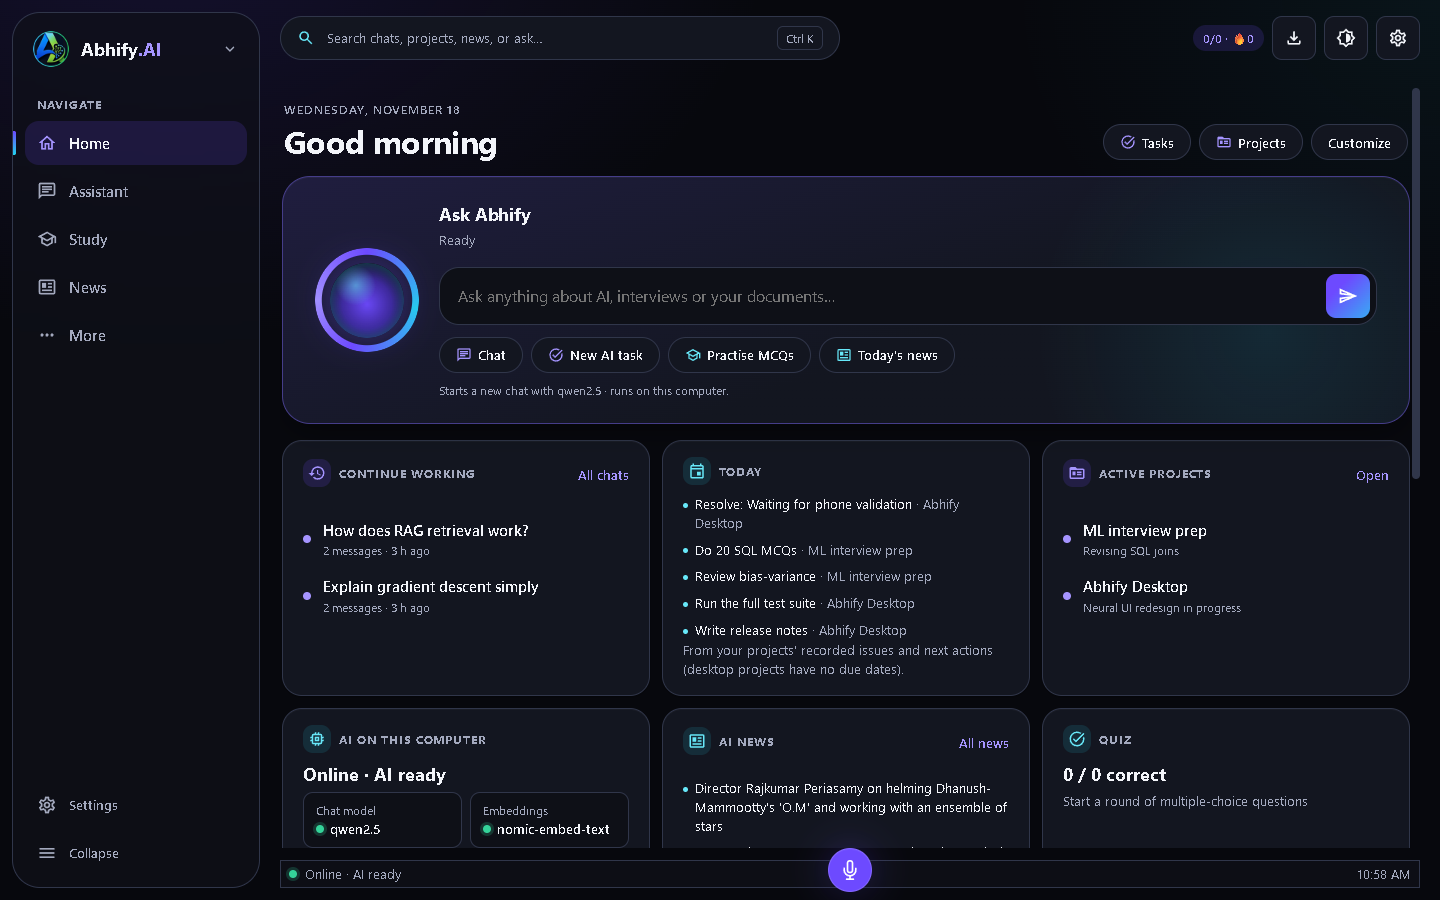 Abhify.AI
Search chats, projects, news, or ask...
Ctrl K
0/0 · 🔥0
NAVIGATE
Home
Assistant
Study
News
More
Settings
Collapse
WEDNESDAY, NOVEMBER 18
Good morning
Tasks
Projects
Customize
Ask Abhify
Ready
Ask anything about AI, interviews or your documents...
Chat
New AI task
Practise MCQs
Today's news
Starts a new chat with qwen2.5 · runs on this computer.
CONTINUE WORKING
All chats
How does RAG retrieval work?
2 messages · 3 h ago
Explain gradient descent simply
2 messages · 3 h ago
TODAY
Resolve: Waiting for phone validation · Abhify
Desktop
Do 20 SQL MCQs · ML interview prep
Review bias-variance · ML interview prep
Run the full test suite · Abhify Desktop
Write release notes · Abhify Desktop
From your projects' recorded issues and next actions
(desktop projects have no due dates).
ACTIVE PROJECTS
Open
ML interview prep
Revising SQL joins
Abhify Desktop
Neural UI redesign in progress
AI ON THIS COMPUTER
Online · AI ready
Chat model
qwen2.5
Embeddings
nomic-embed-text
AI NEWS
All news
Director Rajkumar Periasamy on helming Dhanush-
Mammootty's 'O.M' and working with an ensemble of
stars
QUIZ
0 / 0 correct
Start a round of multiple-choice questions
Online · AI ready
10:58 AM